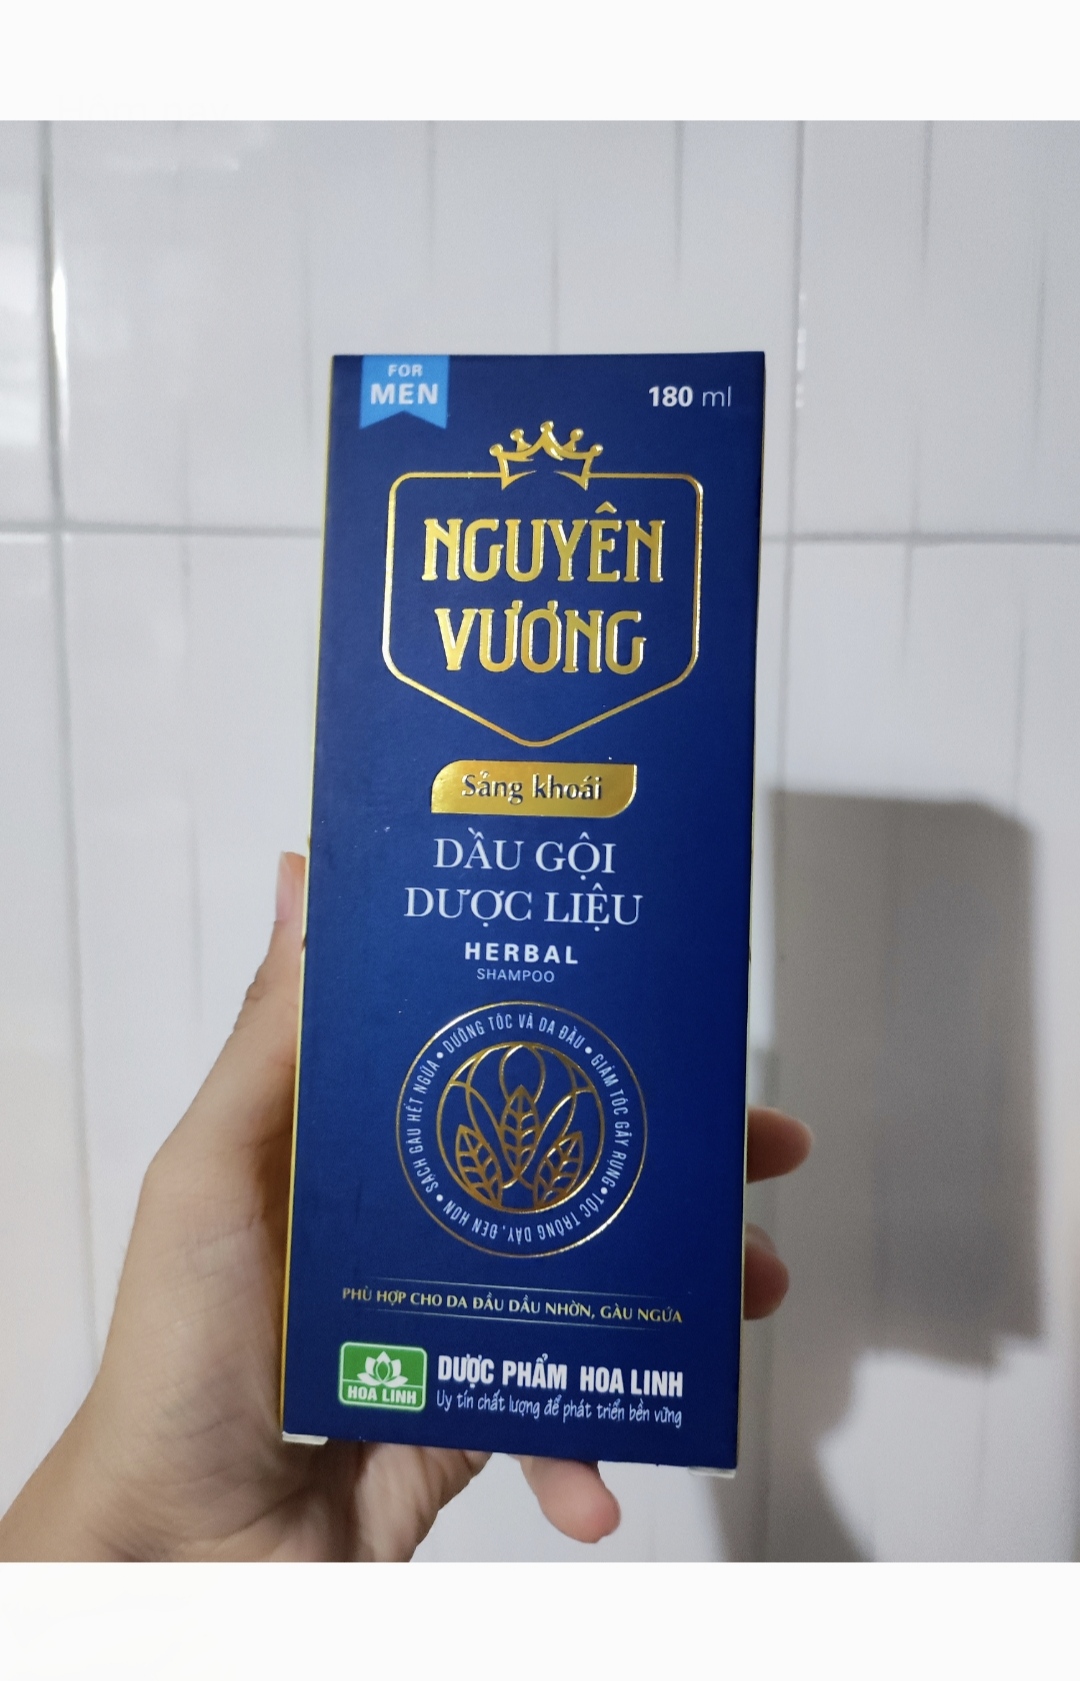 FOR
MEN
180 ml
NGUYÊN
VƯƠNG
Sảng khoái
DẦU GỘI
DƯỢC LIỆU
HERBAL
SHAMPOO
• SẠCH GÀU HẾT NGỨA • DƯỠNG TÓC VÀ DA ĐẦU • GIẢM TÓC GÃY RỤNG • TÓC TRÔNG DÀY, ĐEN HƠN
PHÙ HỢP CHO DA ĐẦU DẦU NHỜN, GÀU NGỨA
HOA LINH
DƯỢC PHẨM HOA LINH
Uy tín chất lượng để phát triển bền vững